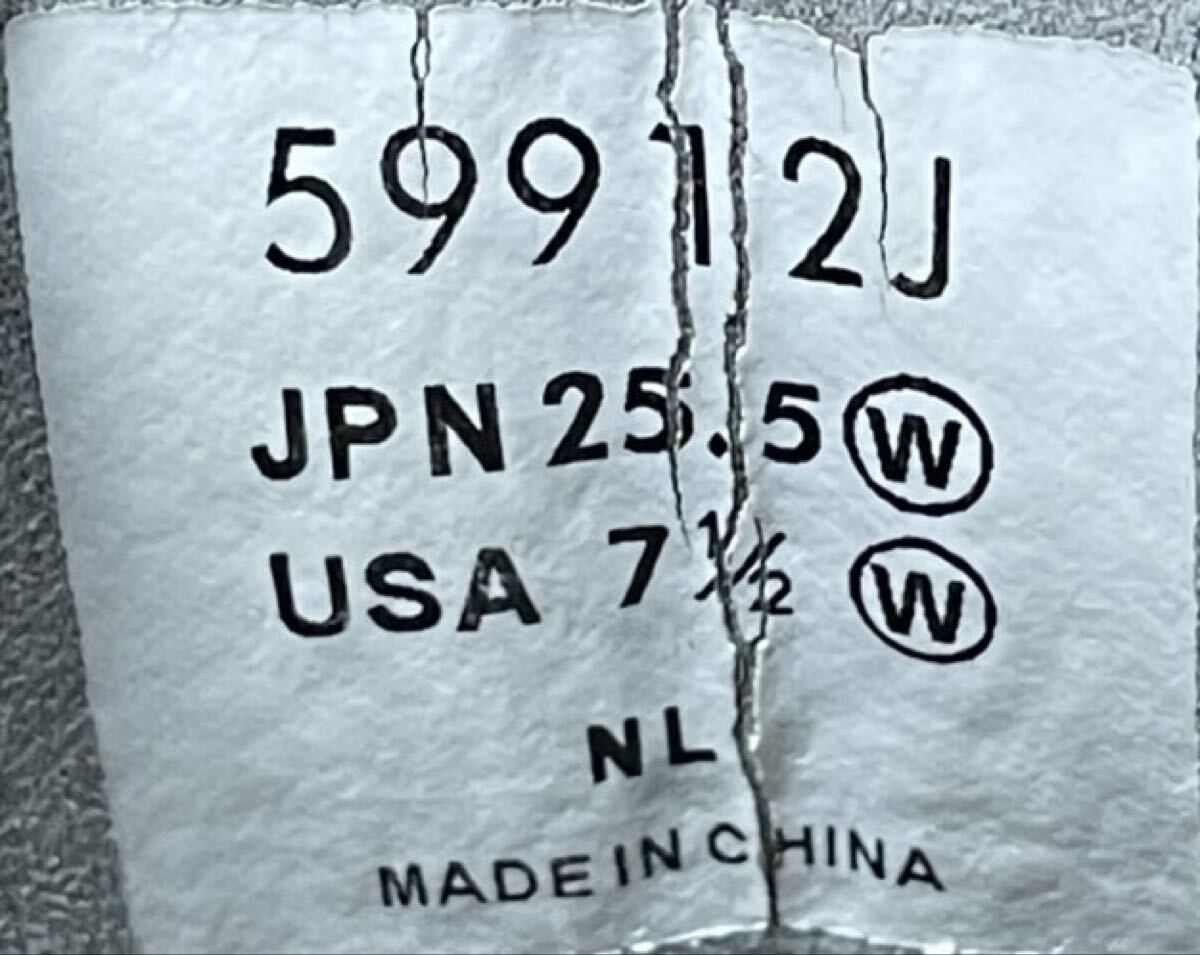 59912J
JPN 25.5 Ⓦ
USA 7½ Ⓦ
NL
MADE IN CHINA